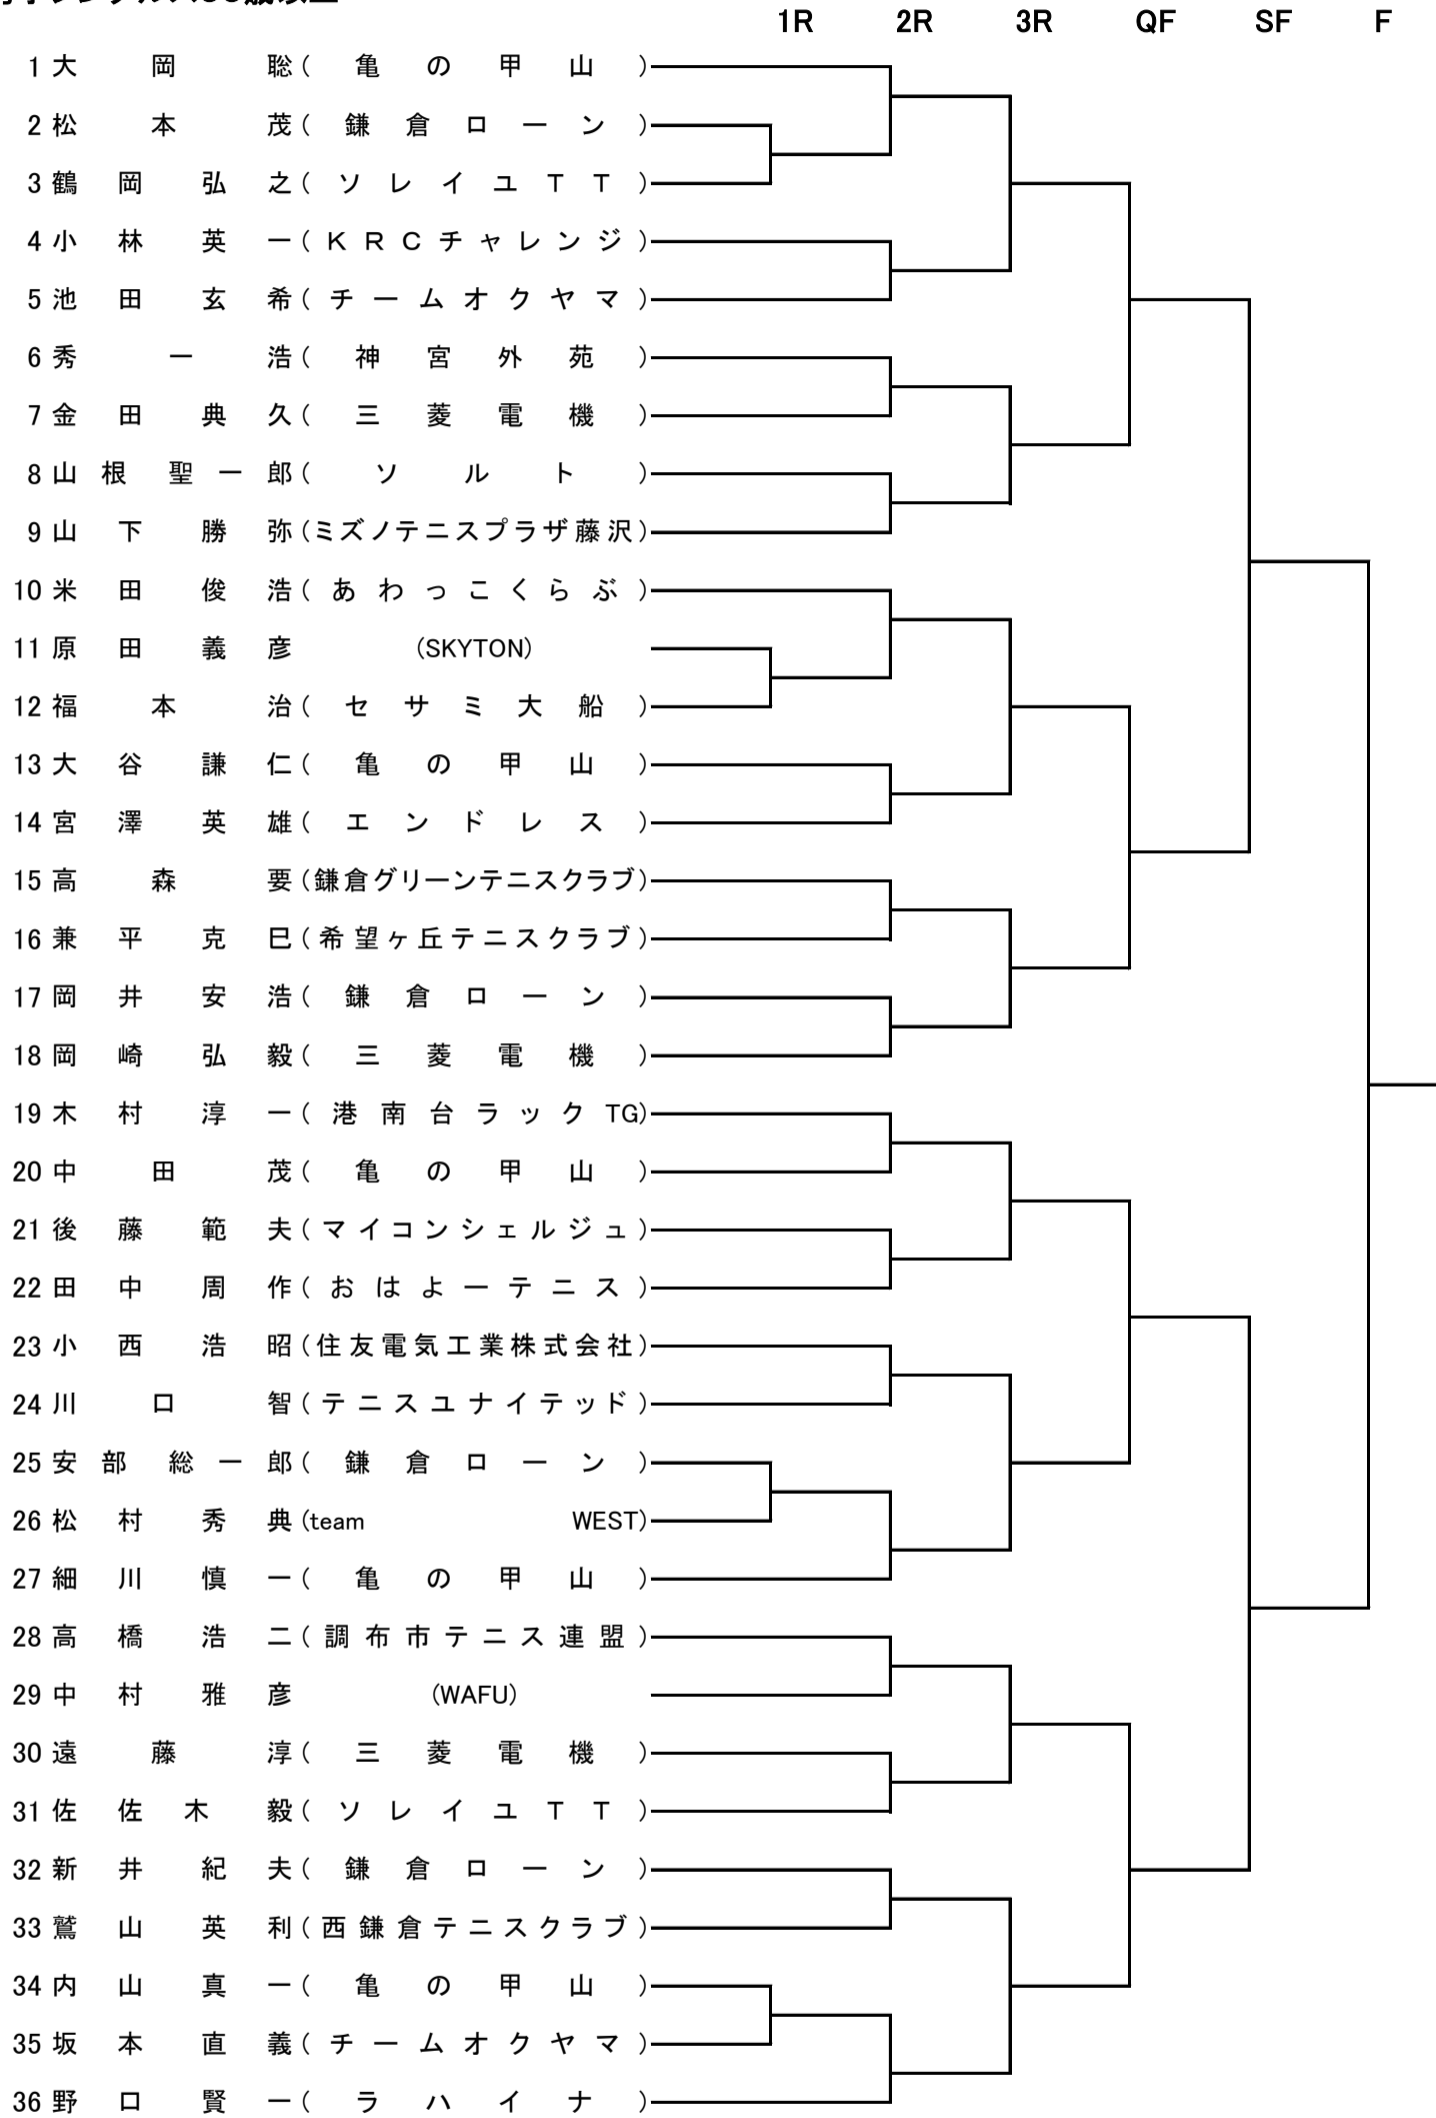 1R 2R 3R QF SF F
1 大岡聡(亀の甲山)
2 松本茂(鎌倉ローン)
3 鶴岡弘之(ソレイユＴＴ)
4 小林英一(ＫＲＣチャレンジ)
5 池田玄希(チームオクヤマ)
6 秀一浩(神宮外苑)
7 金田典久(三菱電機)
8 山根聖一郎(ソルト)
9 山下勝弥(ミズノテニスプラザ藤沢)
10 米田俊浩(あわっこくらぶ)
11 原田義彦(SKYTON)
12 福本治(セサミ大船)
13 大谷謙仁(亀の甲山)
14 宮澤英雄(エンドレス)
15 高森要(鎌倉グリーンテニスクラブ)
16 兼平克巳(希望ヶ丘テニスクラブ)
17 岡井安浩(鎌倉ローン)
18 岡崎弘毅(三菱電機)
19 木村淳一(港南台ラックTG)
20 中田茂(亀の甲山)
21 後藤範夫(マイコンシェルジュ)
22 田中周作(おはよーテニス)
23 小西浩昭(住友電気工業株式会社)
24 川口智(テニスユナイテッド)
25 安部総一郎(鎌倉ローン)
26 松村秀典(team WEST)
27 細川慎一(亀の甲山)
28 高橋浩二(調布市テニス連盟)
29 中村雅彦(WAFU)
30 遠藤淳(三菱電機)
31 佐佐木毅(ソレイユＴＴ)
32 新井紀夫(鎌倉ローン)
33 鷲山英利(西鎌倉テニスクラブ)
34 内山真一(亀の甲山)
35 坂本直義(チームオクヤマ)
36 野口賢一(ラハイナ)